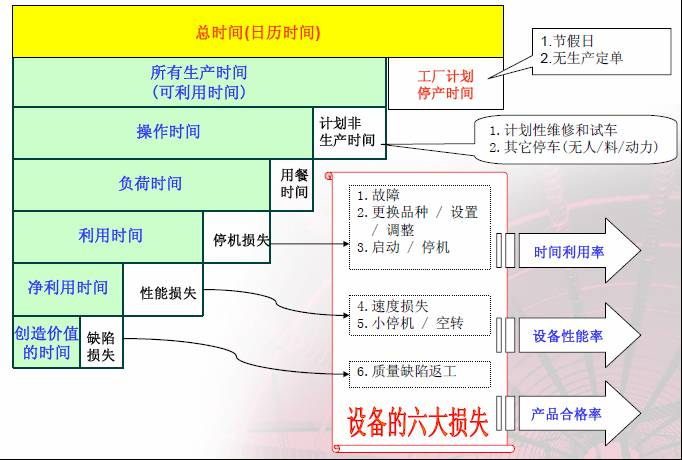 总时间(日历时间)
1.节假日
2.无生产定单
所有生产时间
(可利用时间)
工厂计划
停产时间
操作时间
计划非
生产时间
1. 计划性维修和试车
2. 其它停车(无人/料/动力)
负荷时间
用餐
时间
利用时间
停机损失
1.故障
2.更换品种 / 设置
/ 调整
3.启动 / 停机
时间利用率
净利用时间
性能损失
4.速度损失
5.小停机 / 空转
设备性能率
创造价值
的时间
缺陷
损失
6.质量缺陷返工
设备的六大损失
产品合格率